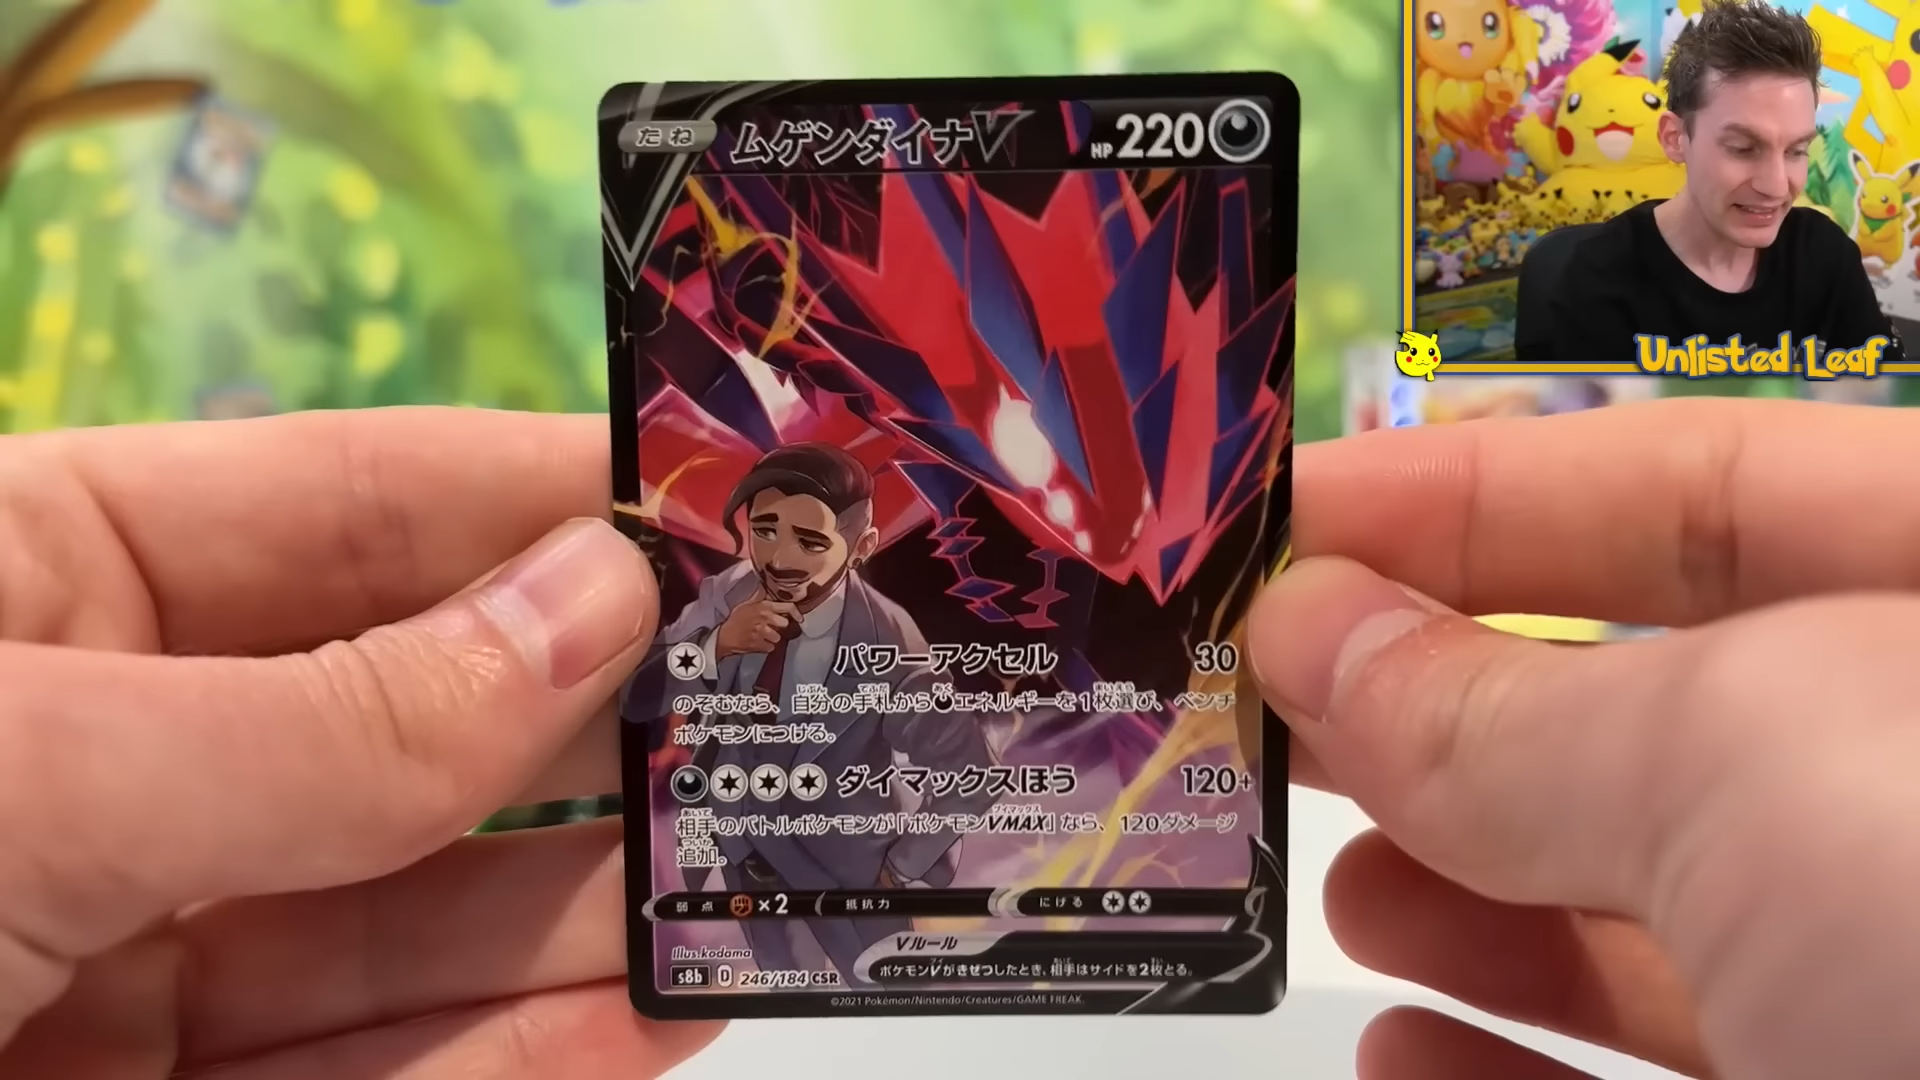 たね ムゲンダイナV HP 220
Unlisted Leaf
パワーアクセル 30
のぞむなら、自分の手札からエネルギーを1枚選び、ベンチ
ポケモンにつける。
ダイマックスほう 120+
相手のバトルポケモンが「ポケモンVMAX」なら、120ダメージ
追加。
弱点 ×2 抵抗力 にげる
Vルール
ポケモンVがきぜつしたとき、相手はサイドを2枚とる。
Illus. kodama
s8b D 246/184 CSR
©2021 Pokémon/Nintendo/Creatures/GAME FREAK.